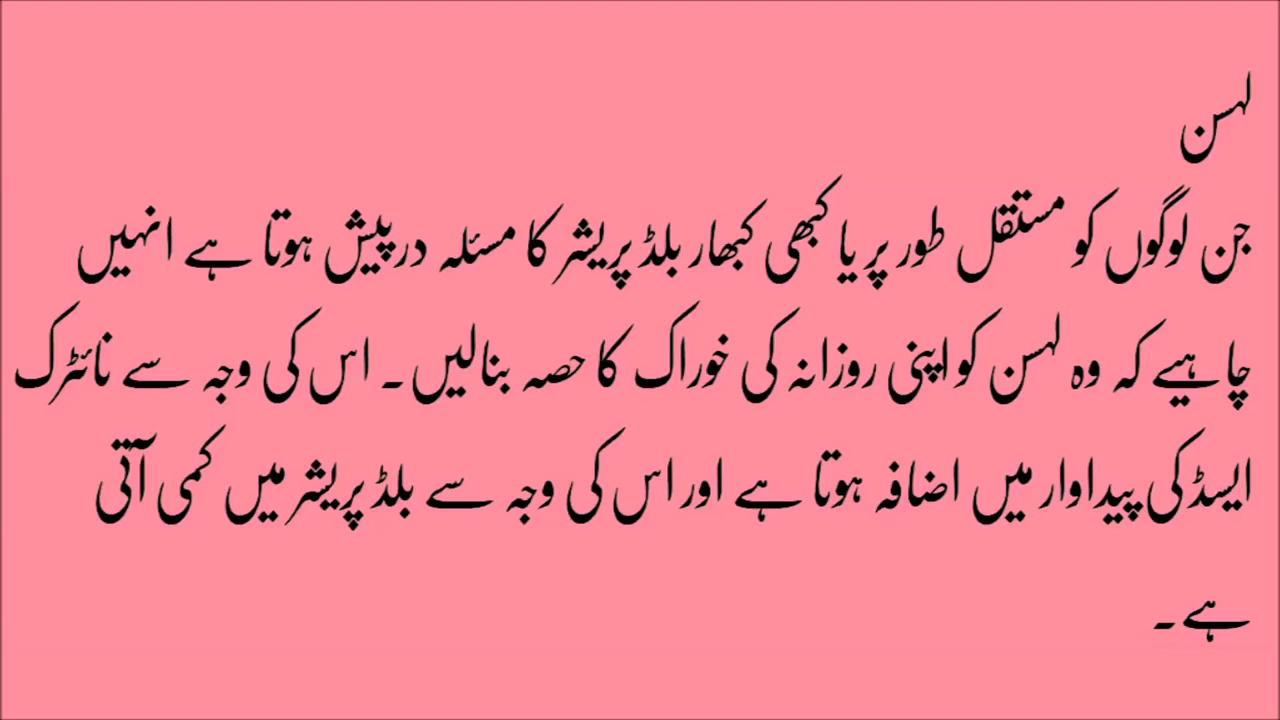 لہسن
جن لوگوں کو مستقل طور پر یا کبھی کبھار بلڈ پریشر کا مسئلہ درپیش ہوتا ہے انہیں
چاہیے کہ وہ لہسن کو اپنی روزانہ کی خوراک کا حصہ بنالیں۔ اس کی وجہ سے نائٹرک
ایسڈ کی پیداوار میں اضافہ ہوتا ہے اور اس کی وجہ سے بلڈ پریشر میں کمی آتی
ہے۔